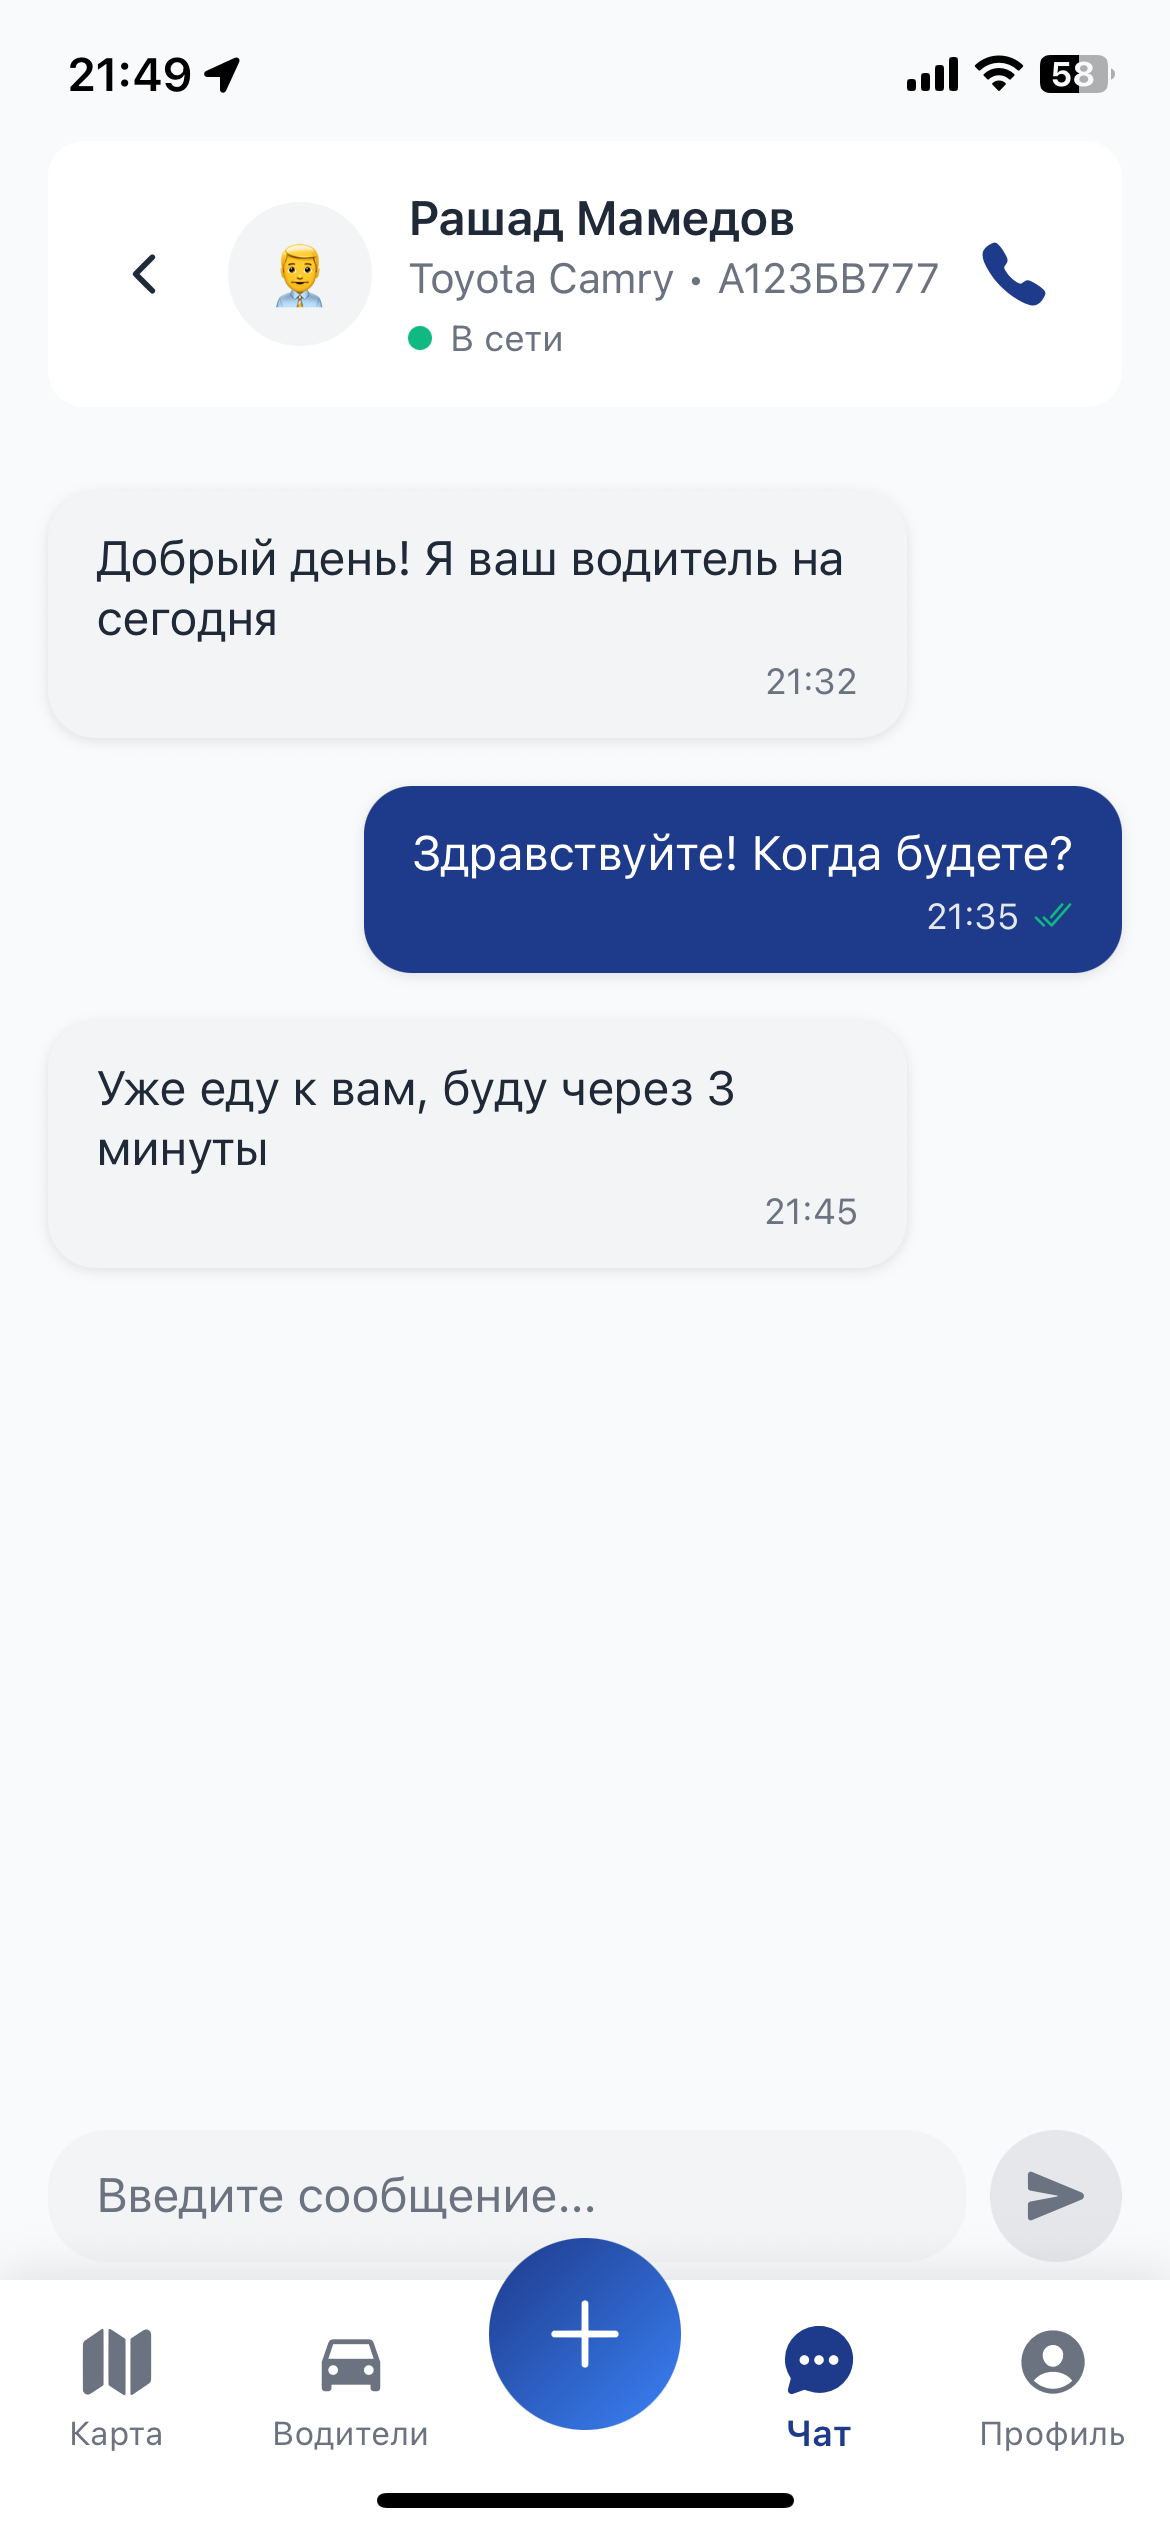 21:49
58
Рашад Мамедов
Toyota Camry • А123БВ777
В сети
Добрый день! Я ваш водитель на
сегодня
21:32
Здравствуйте! Когда будете?
21:35
Уже еду к вам, буду через 3
минуты
21:45
Введите сообщение...
Карта
Водители
Чат
Профиль